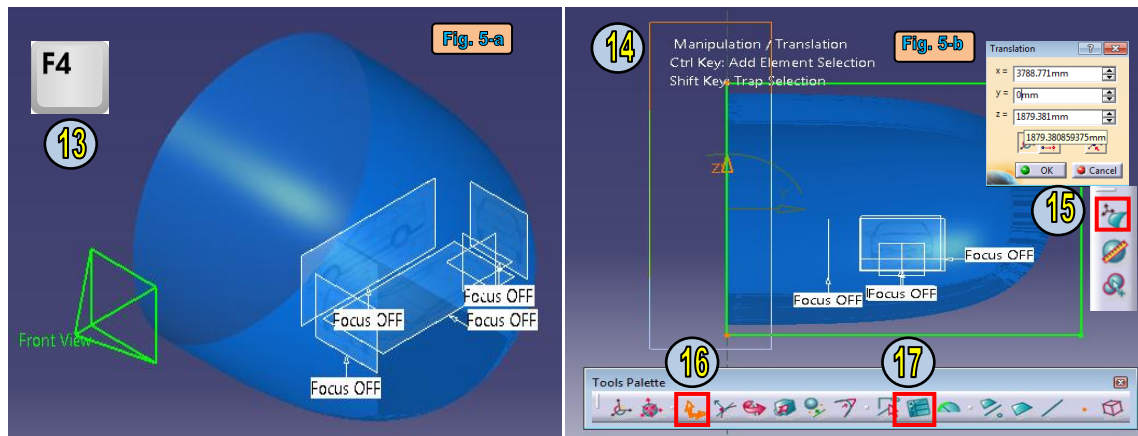 Fig. 5-a
F4
13
Front View
Focus OFF
Focus OFF
Focus OFF
Focus OFF
14
Manipulation / Translation
Ctrl Key: Add Element Selection
Shift Key: Trap Selection
Fig. 5-b
Translation
x = 3788.771mm
y = 0mm
z = 1879.381mm
1879.380859375mm
OK
Cancel
15
Z
Focus OFF
Focus OFF
Focus OFF
16
17
Tools Palette